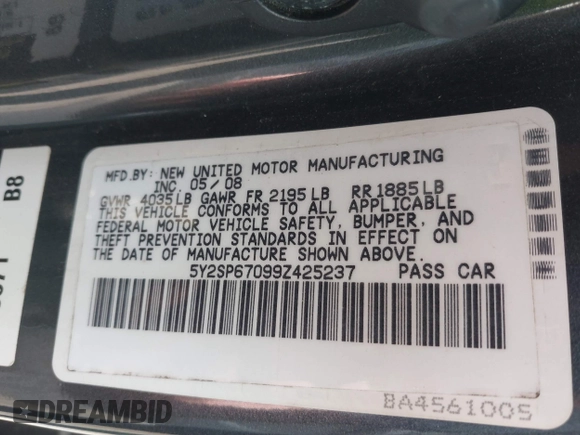 MFD.BY: NEW UNITED MOTOR MANUFACTURING
INC. 05/08
GVWR 4035LB GAWR FR 2195LB RR 1885LB
THIS VEHICLE CONFORMS TO ALL APPLICABLE
FEDERAL MOTOR VEHICLE SAFETY, BUMPER, AND
THEFT PREVENTION STANDARDS IN EFFECT ON
THE DATE OF MANUFACTURE SHOWN ABOVE.
5Y2SP67099Z425237 PASS CAR
BA4561005
B8
DREAMBID